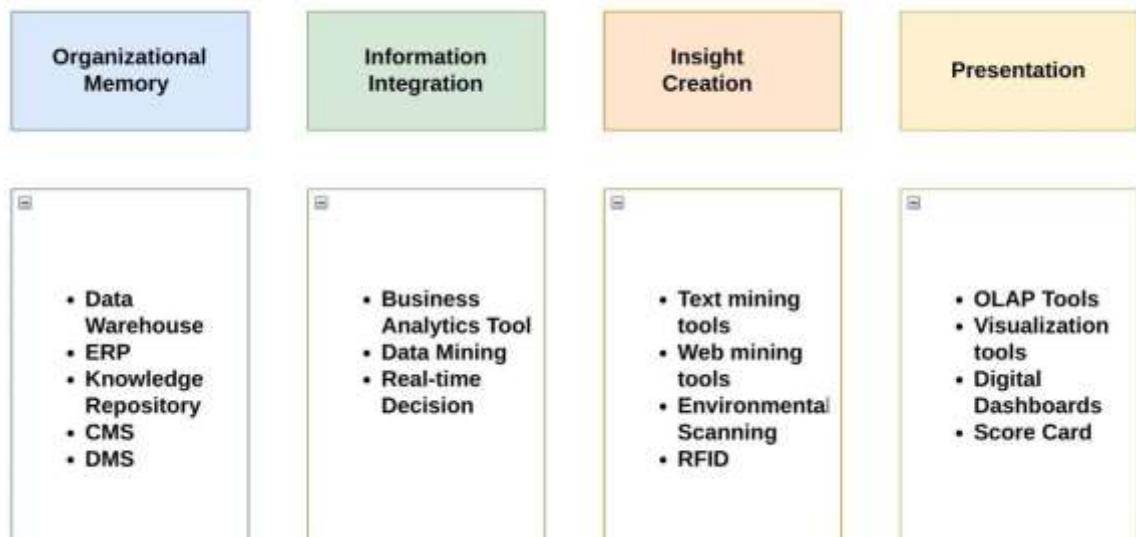 Organizational
Memory
Information
Integration
Insight
Creation
Presentation
• Data
Warehouse
• ERP
• Knowledge
Repository
• CMS
• DMS
• Business
Analytics Tool
• Data Mining
• Real-time
Decision
• Text mining
tools
• Web mining
tools
• Environmental
Scanning
• RFID
• OLAP Tools
• Visualization
tools
• Digital
Dashboards
• Score Card